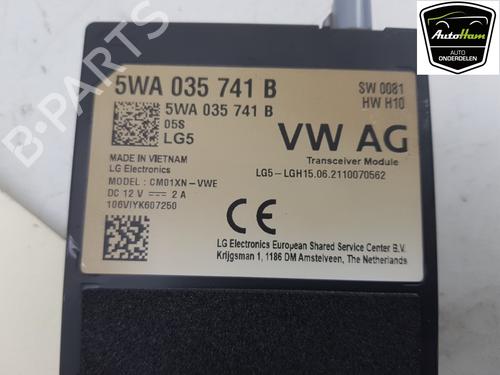 AutoHam
AUTO
ONDERDELEN
B-PARTS
5WA 035 741 B
SW 0081
HW H10
5WA 035 741 B
05S
LG5
VW AG
Transceiver Module
MADE IN VIETNAM
LG Electronics
LG5-LGH15.06.2110070562
MODEL : CM01XN-VWE
DC 12 V ⎓ 2 A
106VIYK607250
CE
LG Electronics European Shared Service Center B.V.
Krijgsman 1, 1186 DM Amstelveen, The Netherlands